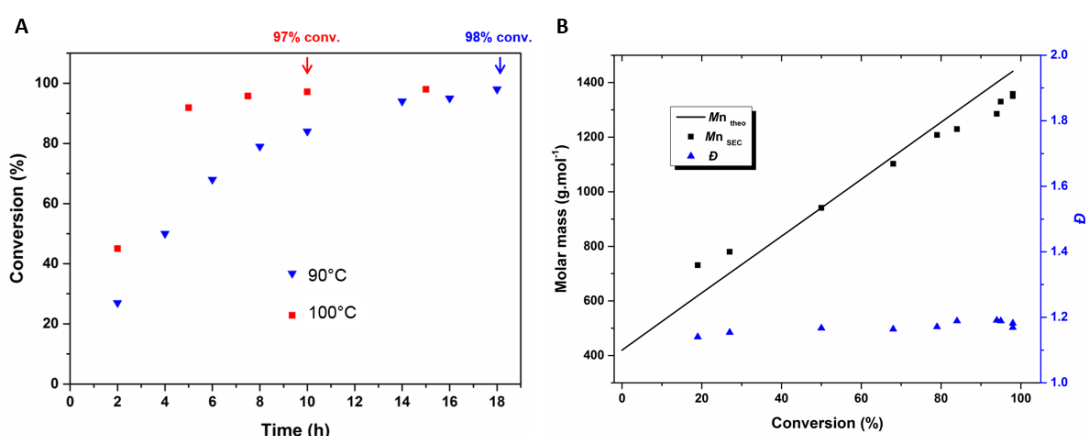 A
97% conv.
98% conv.
100
80
60
40
20
0
Conversion (%)
90°C
100°C
0 2 4 6 8 10 12 14 16 18
Time (h)
B
1400
1200
1000
800
600
400
Molar mass (g.mol⁻¹)
Mn theo
Mn SEC
Đ
2.0
1.8
1.6
1.4
1.2
1.0
Đ
0 20 40 60 80 100
Conversion (%)